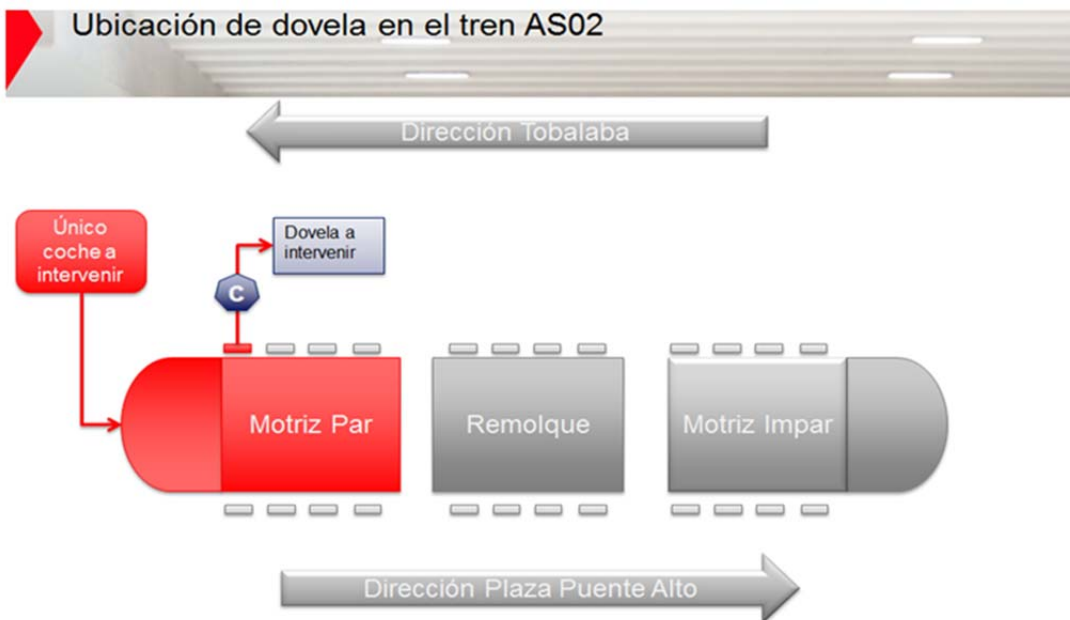 Ubicación de dovela en el tren AS02
Dirección Tobalaba
Único
coche a
intervenir
Dovela a
intervenir
C
Motriz Par
Remolque
Motriz Impar
Dirección Plaza Puente Alto